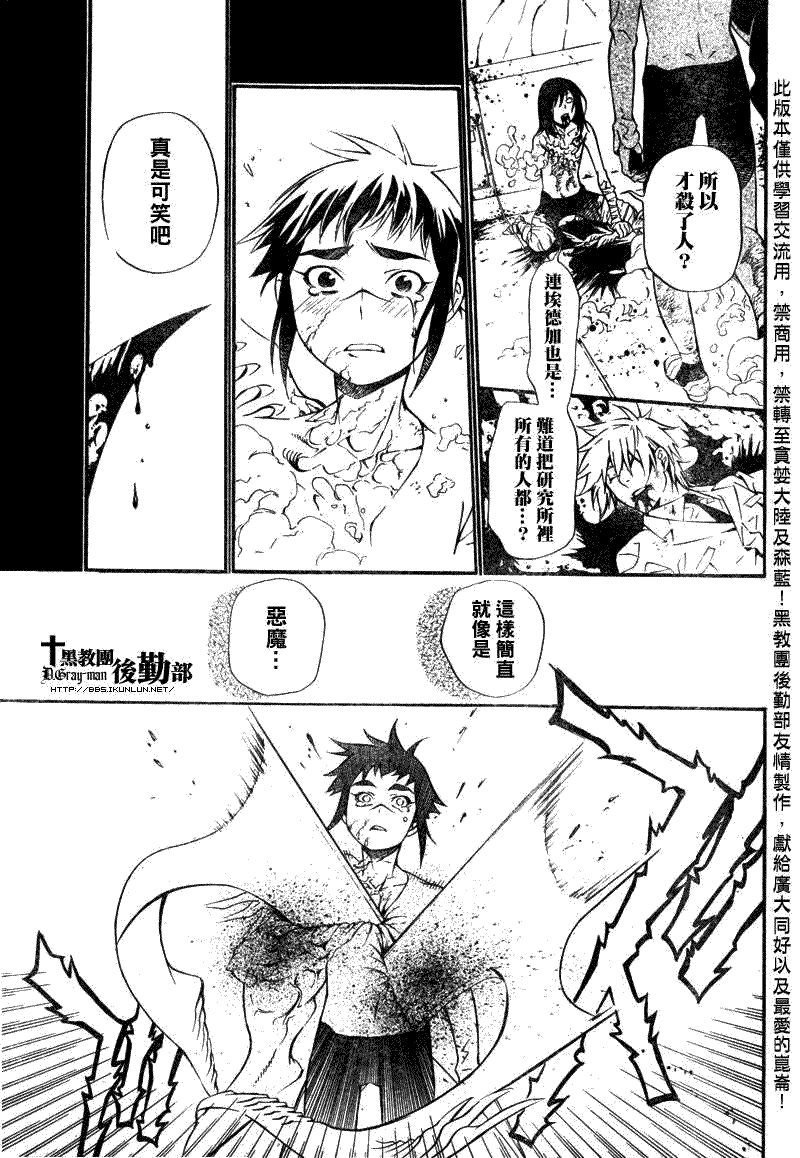 所以
才殺了人？
連埃德加也是…
難道把研究所裡
所有的人都…？
真是可笑吧
這樣簡直
就像是
惡魔…
黑教團
D.Gray-man
後勤部
HTTP://BBS.IKUNLUN.NET/
此版本僅供學習交流用，禁商用，禁轉至貪婪大陸及森藍！黑教團後勤部友情製作，獻給廣大同好以及最愛的崑崙！